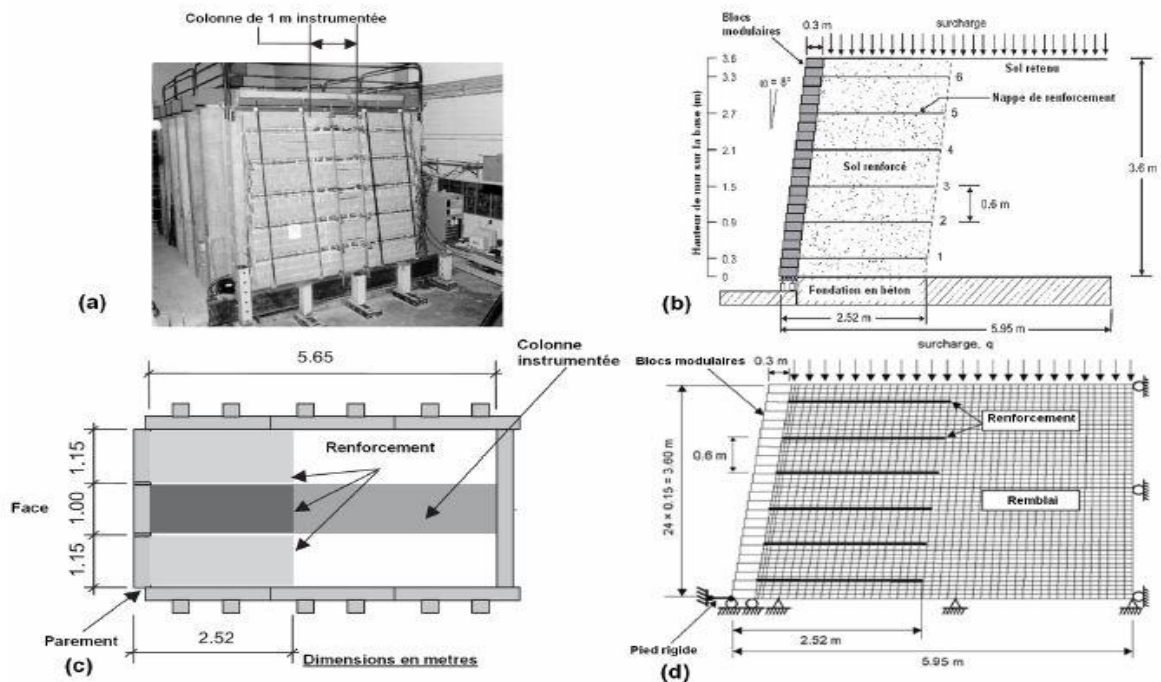 Colonne de 1 m instrumentée
(a)
surcharge
0.3 m
Blocs modulaires
Sol retenu
Nappe de renforcement
Sol renforcé
Hauteur de mur sur la base (m)
3.6
3.3
2.7
2.1
1.5
0.9
0.3
0
6
5
4
3
2
1
0.6 m
3.6 m
Fondation en béton
2.52 m
5.95 m
(b)
5.65
Colonne instrumentée
Renforcement
Face
1.15
1.00
1.15
Parement
2.52
Dimensions en metres
(c)
surcharge, q
Blocs modulaires
0.3 m
Renforcement
0.6 m
24 × 0.15 = 3.60 m
Remblai
Pied rigide
2.52 m
5.95 m
(d)